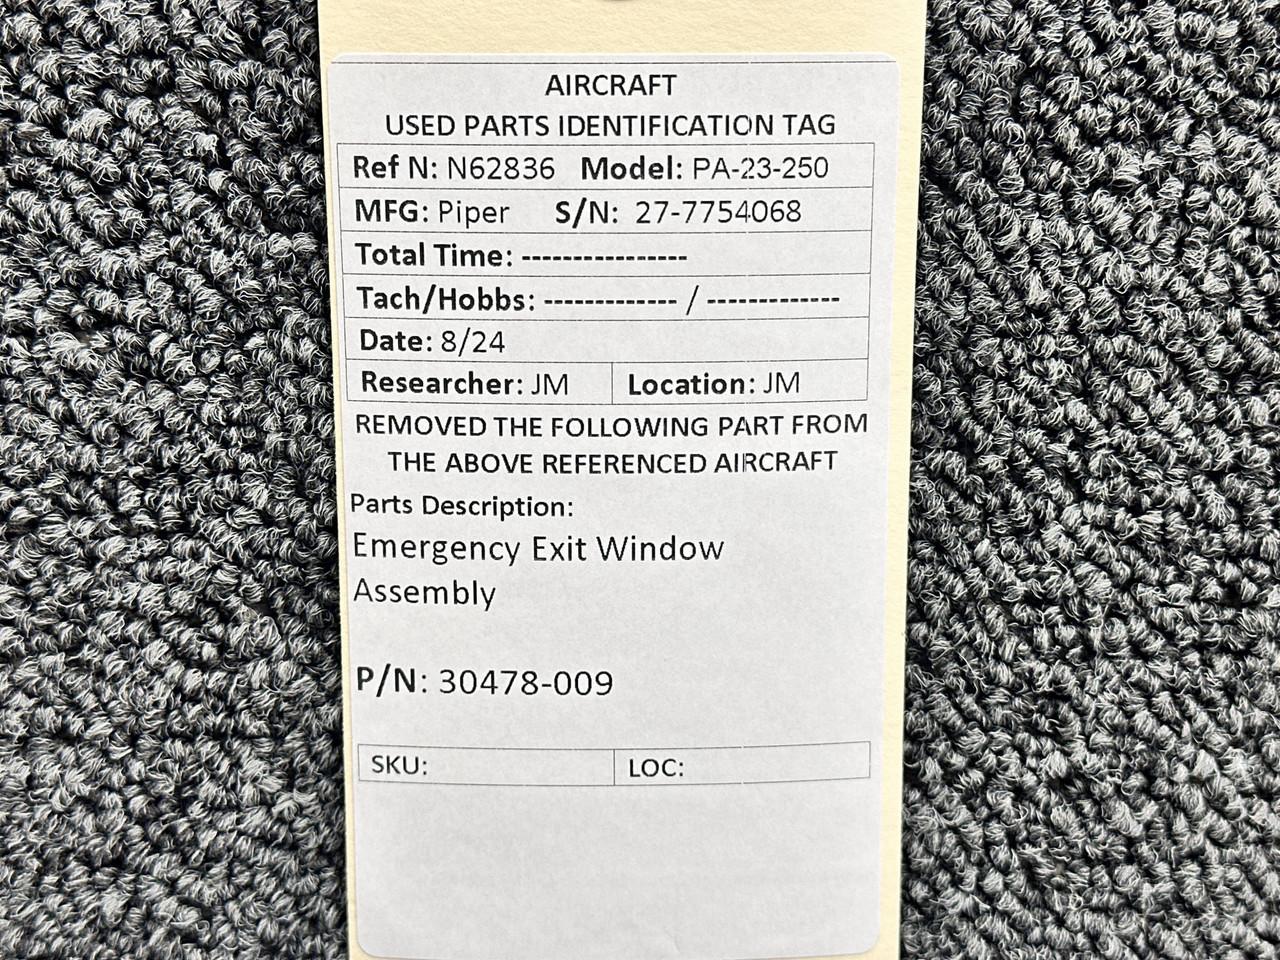 AIRCRAFT
USED PARTS IDENTIFICATION TAG
Ref N: N62836 Model: PA-23-250
MFG: Piper S/N: 27-7754068
Total Time: ----------------
Tach/Hobbs: ------------- / -------------
Date: 8/24
Researcher: JM Location: JM
REMOVED THE FOLLOWING PART FROM
THE ABOVE REFERENCED AIRCRAFT
Parts Description:
Emergency Exit Window
Assembly
P/N: 30478-009
SKU: LOC: